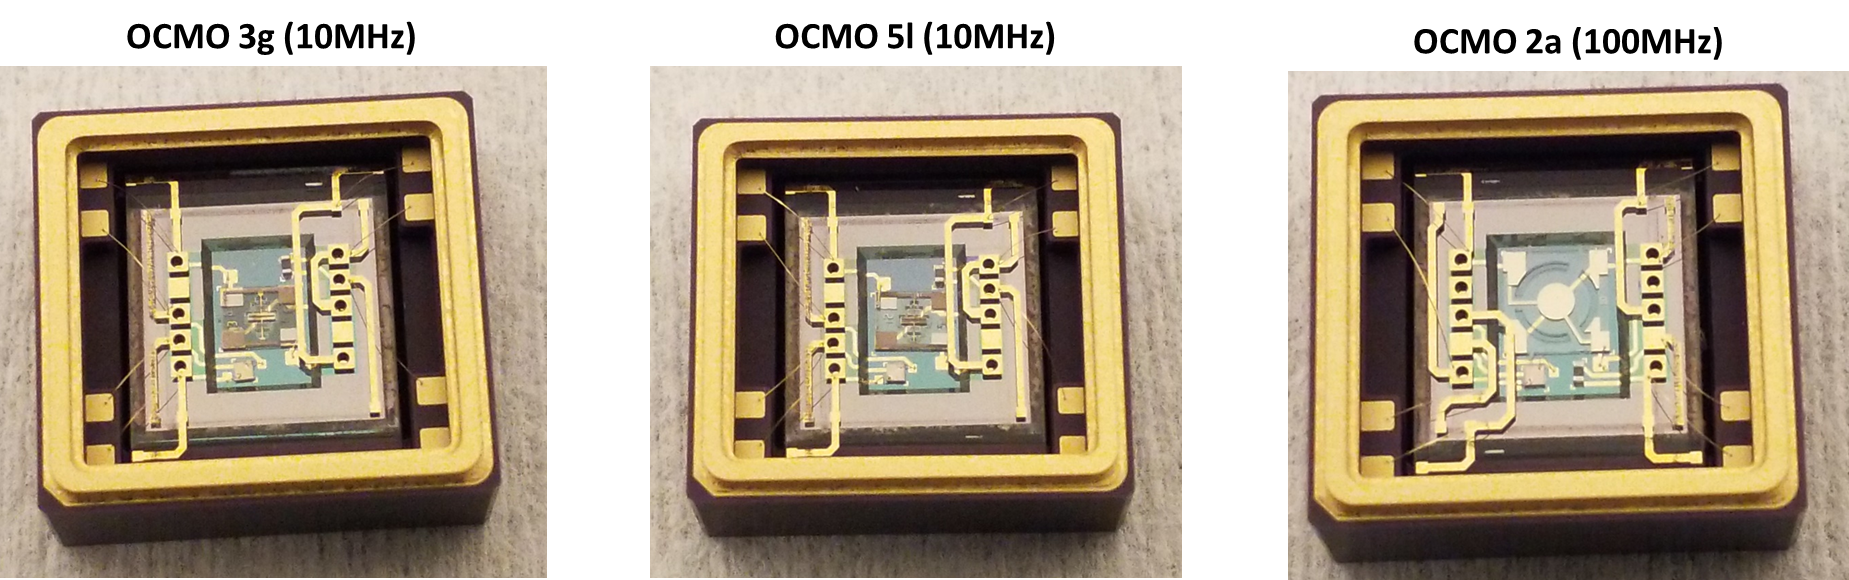 OCMO 3g (10MHz)
OCMO 5l (10MHz)
OCMO 2a (100MHz)